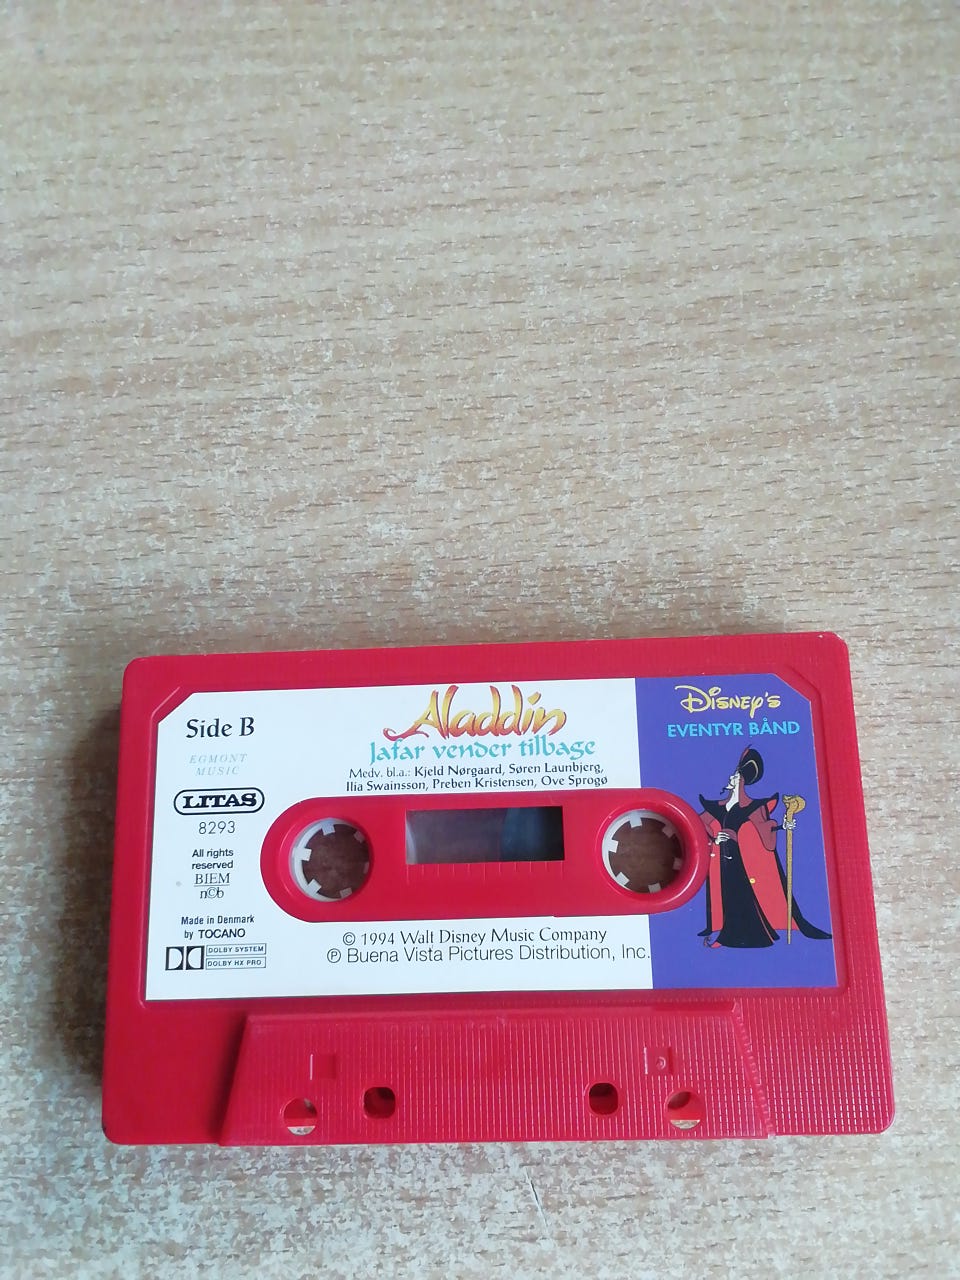 Side B
EGMONT
MUSIC
LITAS
8293
All rights
reserved
BIEM
n©b
Made in Denmark
by TOCANO
DOLBY SYSTEM
DOLBY HX PRO
Aladdin
Jafar vender tilbage
Medv. bl.a.: Kjeld Nørgaard, Søren Launbjerg,
Ilia Swainsson, Preben Kristensen, Ove Sprogø
© 1994 Walt Disney Music Company
℗ Buena Vista Pictures Distribution, Inc.
Disney's
EVENTYR BÅND